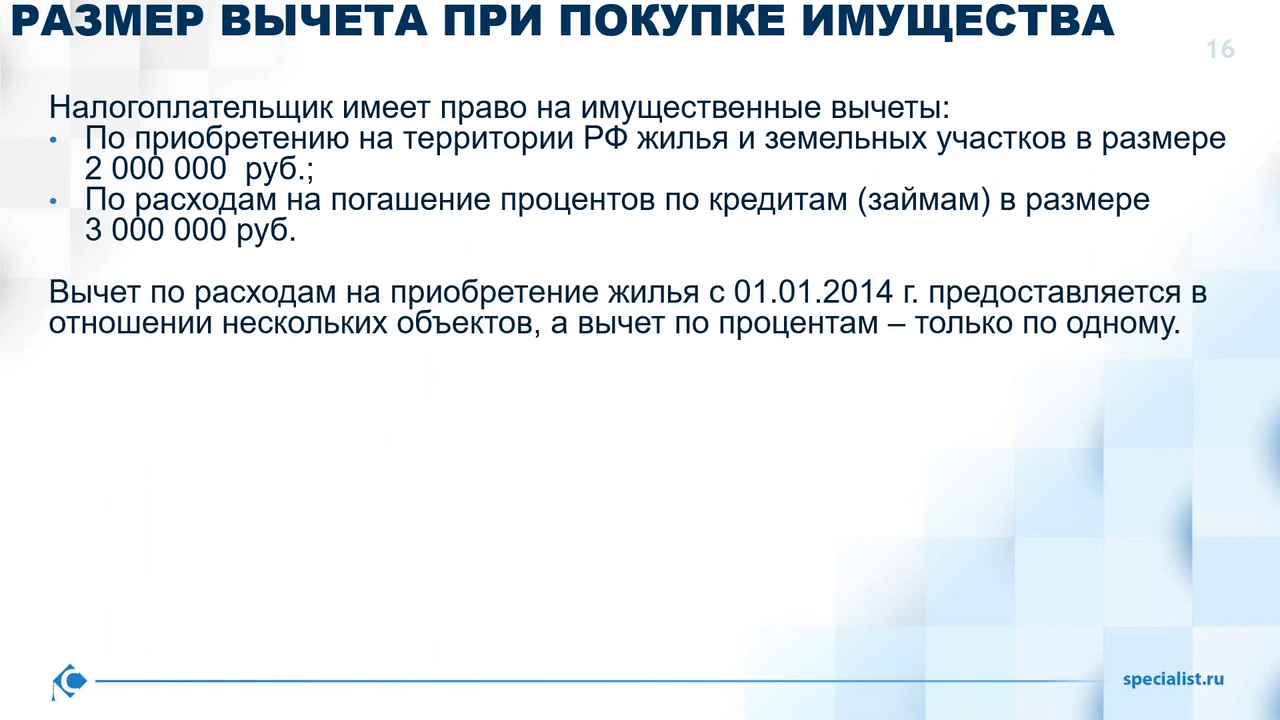 РАЗМЕР ВЫЧЕТА ПРИ ПОКУПКЕ ИМУЩЕСТВА
16
Налогоплательщик имеет право на имущественные вычеты:
• По приобретению на территории РФ жилья и земельных участков в размере
2 000 000 руб.;
• По расходам на погашение процентов по кредитам (займам) в размере
3 000 000 руб.
Вычет по расходам на приобретение жилья с 01.01.2014 г. предоставляется в
отношении нескольких объектов, а вычет по процентам – только по одному.
specialist.ru